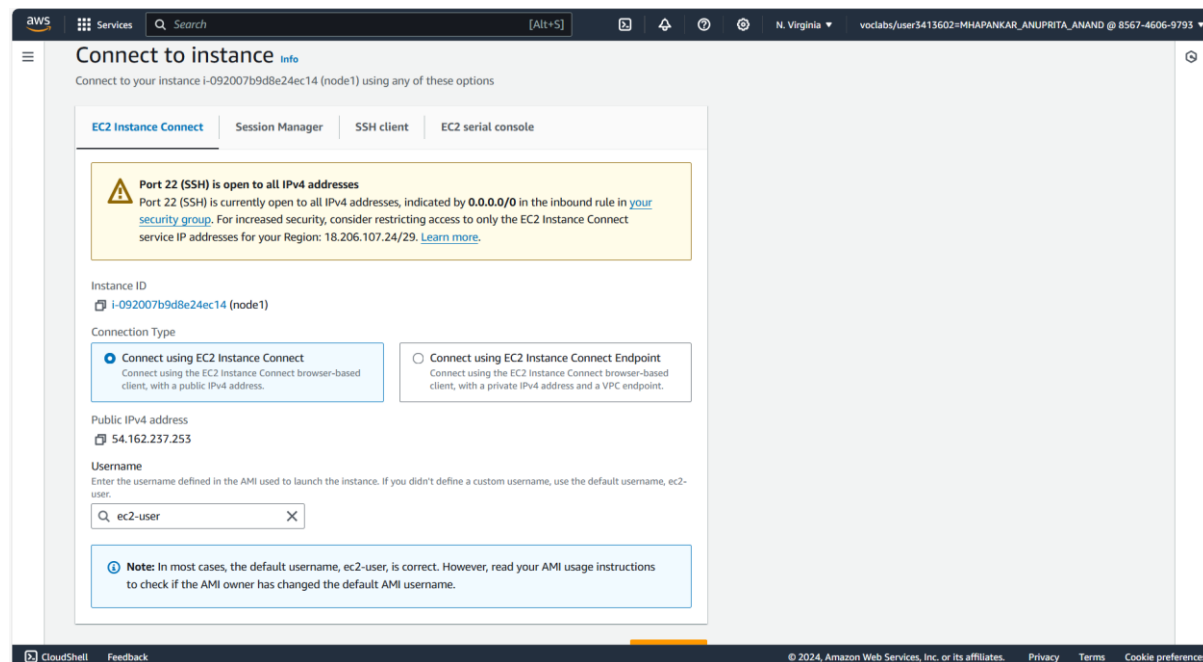 aws
Services
Search
[Alt+S]
N. Virginia
voclabs/user3413602=MHAPANKAR_ANUPRITA_ANAND @ 8567-4606-9793
Connect to instance Info
Connect to your instance i-092007b9d8e24ec14 (node1) using any of these options
EC2 Instance Connect
Session Manager
SSH client
EC2 serial console
Port 22 (SSH) is open to all IPv4 addresses
Port 22 (SSH) is currently open to all IPv4 addresses, indicated by 0.0.0.0/0 in the inbound rule in your
security group. For increased security, consider restricting access to only the EC2 Instance Connect
service IP addresses for your Region: 18.206.107.24/29. Learn more.
Instance ID
i-092007b9d8e24ec14 (node1)
Connection Type
Connect using EC2 Instance Connect
Connect using the EC2 Instance Connect browser-based
client, with a public IPv4 address.
Connect using EC2 Instance Connect Endpoint
Connect using the EC2 Instance Connect browser-based
client, with a private IPv4 address and a VPC endpoint.
Public IPv4 address
54.162.237.253
Username
Enter the username defined in the AMI used to launch the instance. If you didn't define a custom username, use the default username, ec2-
user.
ec2-user
Note: In most cases, the default username, ec2-user, is correct. However, read your AMI usage instructions
to check if the AMI owner has changed the default AMI username.
CloudShell
Feedback
© 2024, Amazon Web Services, Inc. or its affiliates.
Privacy
Terms
Cookie preference